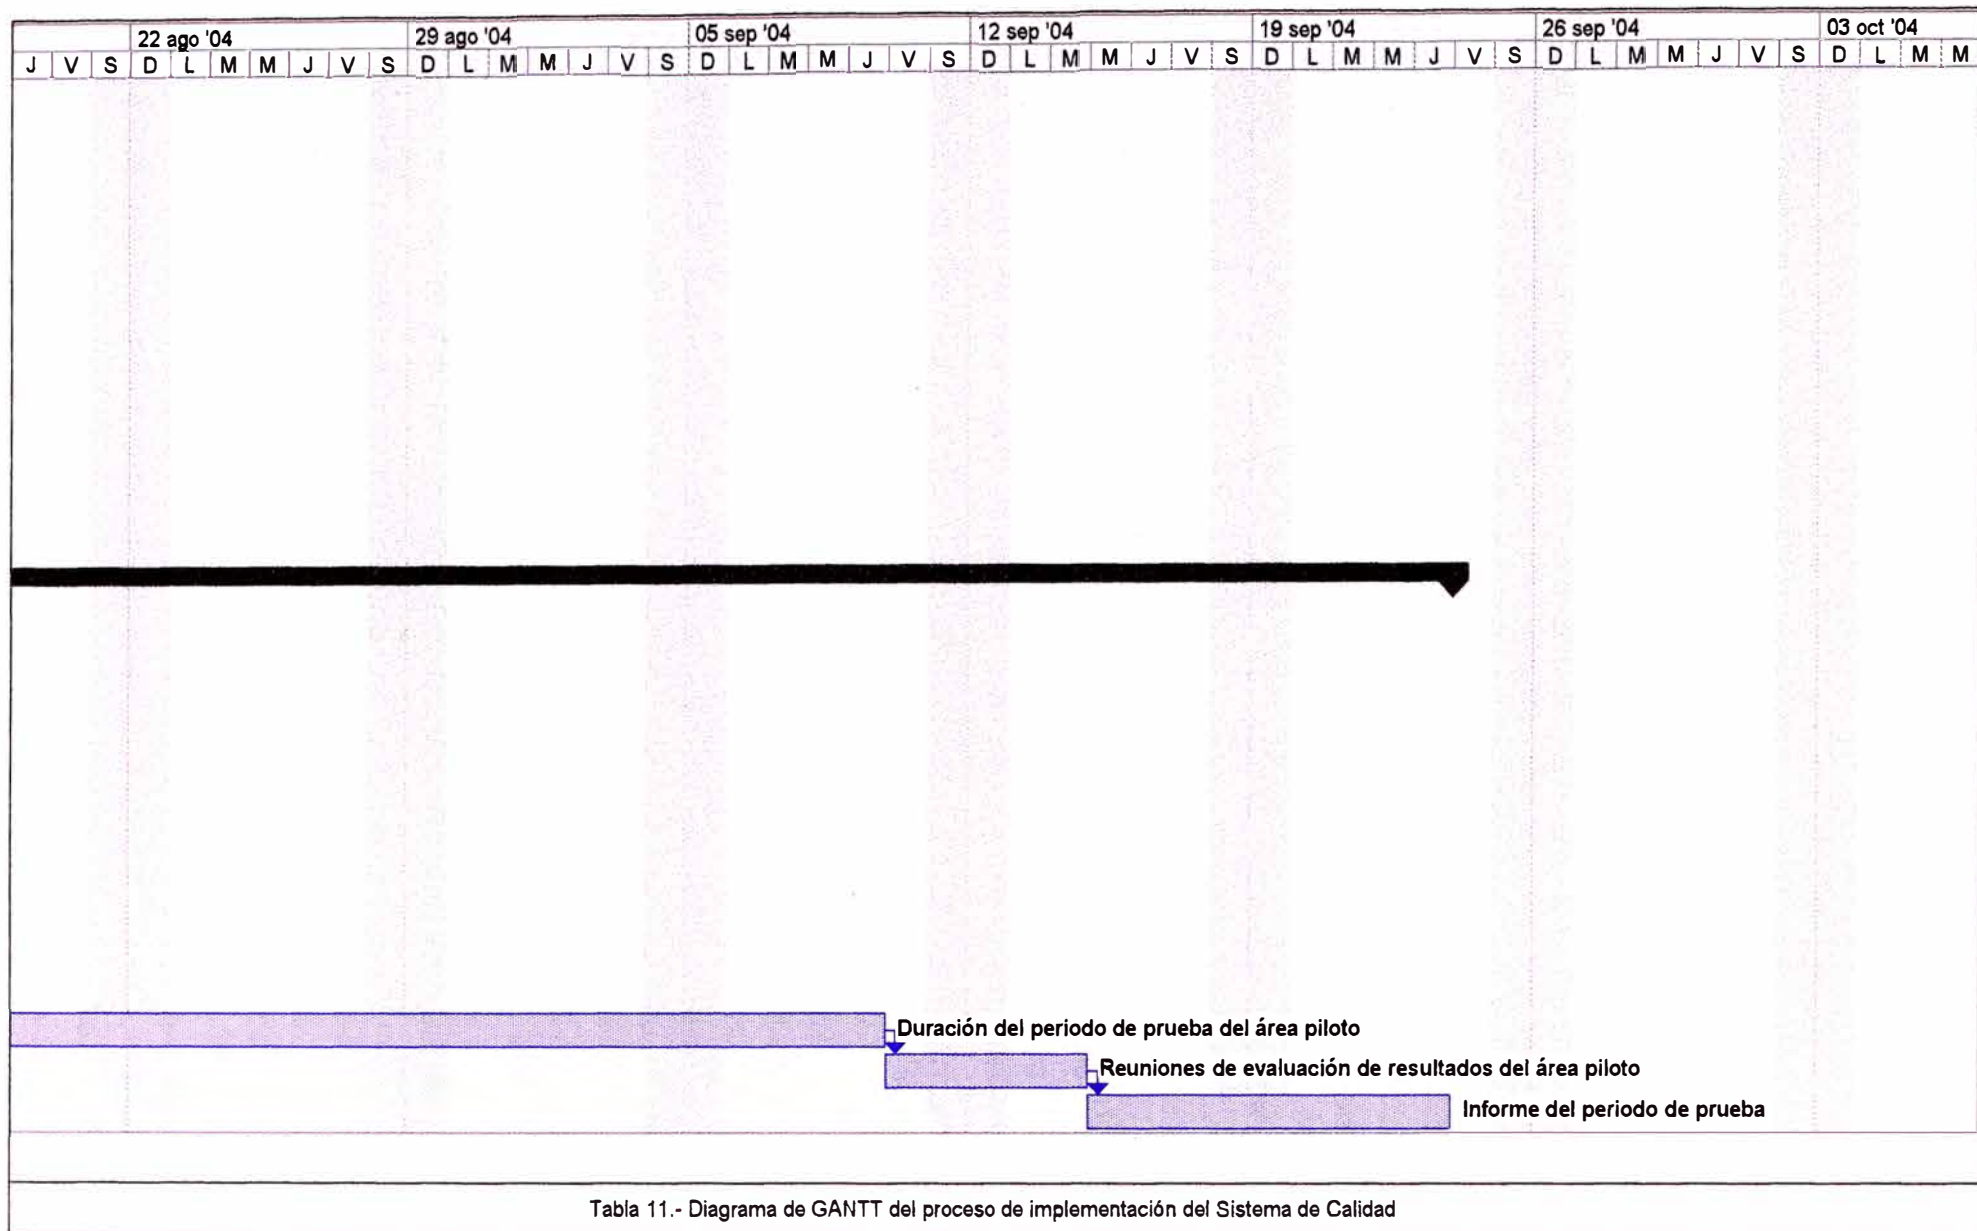 22 ago '04 29 ago '04 05 sep '04 12 sep '04 19 sep '04 26 sep '04 03 oct '04
J V S D L M M J V S D L M M J V S D L M M J V S D L M M J V S D L M M J V S D L M M J V S D L M M
Duración del periodo de prueba del área piloto
Reuniones de evaluación de resultados del área piloto
Informe del periodo de prueba
Tabla 11.- Diagrama de GANTT del proceso de implementación del Sistema de Calidad